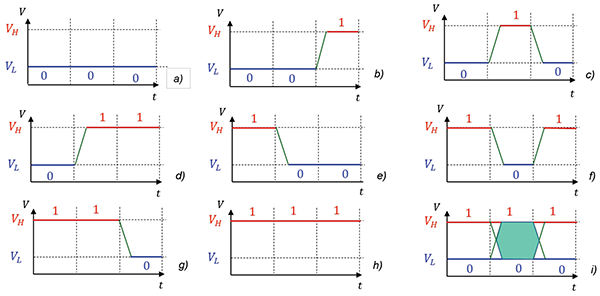 V V V
V_H 1 V_H 1 V_H
V_L 0 0 0 V_L 0 0 V_L 0 0
a) b) c)
t t t
V V V
V_H 1 1 V_H 1 V_H 1 1
V_L 0 V_L 0 0 V_L 0
d) e) f)
t t t
V V V
V_H 1 1 V_H 1 1 1 V_H 1 1 1
V_L 0 V_L V_L 0 0 0
g) h) i)
t t t